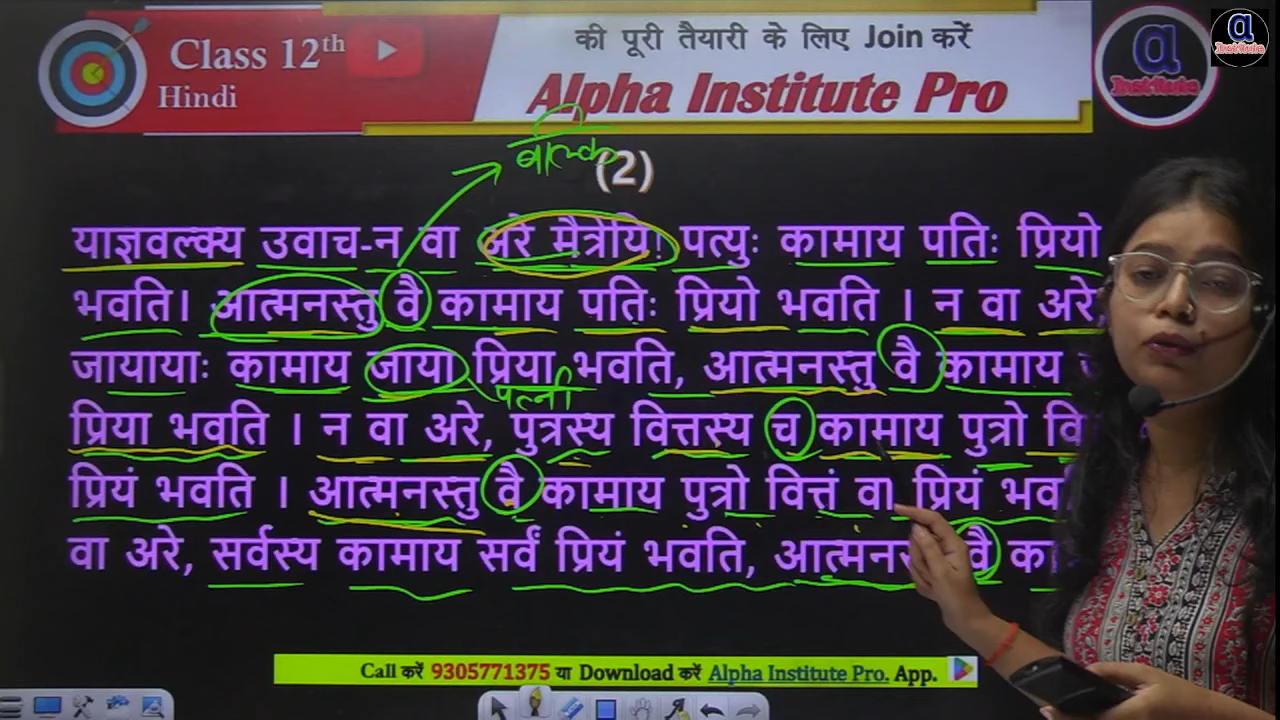 Class 12th
Hindi
की पूरी तैयारी के लिए Join करें
Alpha Institute Pro
a
Institute
a
Institute
(2)
याज्ञवल्क्य उवाच-न वा अरे मैत्रेयि! पत्युः कामाय पतिः प्रियो
भवति। आत्मनस्तु वै कामाय पतिः प्रियो भवति । न वा अरे,
जायायाः कामाय जाया प्रिया भवति, आत्मनस्तु वै कामाय
पत्नी
प्रिया भवति । न वा अरे, पुत्रस्य वित्तस्य च कामाय पुत्रो
प्रियं भवति । आत्मनस्तु वै कामाय पुत्रो वित्तं वा प्रियं
वा अरे, सर्वस्य कामाय सर्वं प्रियं भवति, वै
Call करें 9305771375 या Download करें Alpha Institute Pro. App.